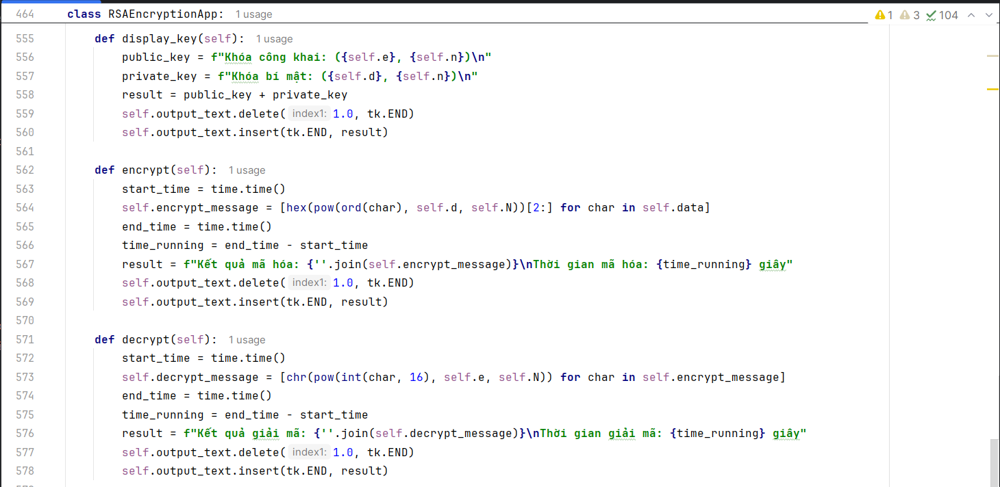 464 class RSAEncryptionApp: 1 usage
1 3 104
555 def display_key(self): 1 usage
556 public_key = f"Khóa công khai: ({self.e}, {self.n})\n"
557 private_key = f"Khóa bí mật: ({self.d}, {self.n})\n"
558 result = public_key + private_key
559 self.output_text.delete( index1: 1.0, tk.END)
560 self.output_text.insert(tk.END, result)
561
562 def encrypt(self): 1 usage
563 start_time = time.time()
564 self.encrypt_message = [hex(pow(ord(char), self.d, self.N))[2:] for char in self.data]
565 end_time = time.time()
566 time_running = end_time - start_time
567 result = f"Kết quả mã hóa: {''.join(self.encrypt_message)}\nThời gian mã hóa: {time_running} giây"
568 self.output_text.delete( index1: 1.0, tk.END)
569 self.output_text.insert(tk.END, result)
570
571 def decrypt(self): 1 usage
572 start_time = time.time()
573 self.decrypt_message = [chr(pow(int(char, 16), self.e, self.N)) for char in self.encrypt_message]
574 end_time = time.time()
575 time_running = end_time - start_time
576 result = f"Kết quả giải mã: {''.join(self.decrypt_message)}\nThời gian giải mã: {time_running} giây"
577 self.output_text.delete( index1: 1.0, tk.END)
578 self.output_text.insert(tk.END, result)